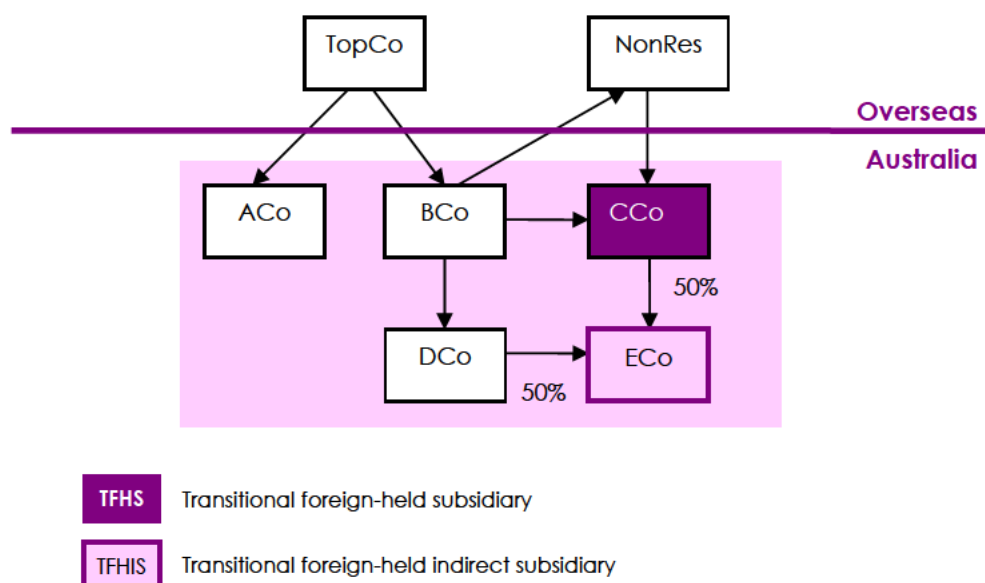 TopCo
NonRes
Overseas
Australia
ACo
BCo
CCo
50%
DCo
ECo
50%
TFHS
Transitional foreign-held subsidiary
TFHIS
Transitional foreign-held indirect subsidiary